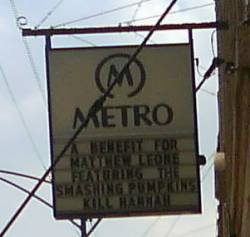 M
METRO
A BENEFIT FOR
MATTHEW LEONE
FEATURING THE
SMASHING PUMPKINS
KILL HANNAH